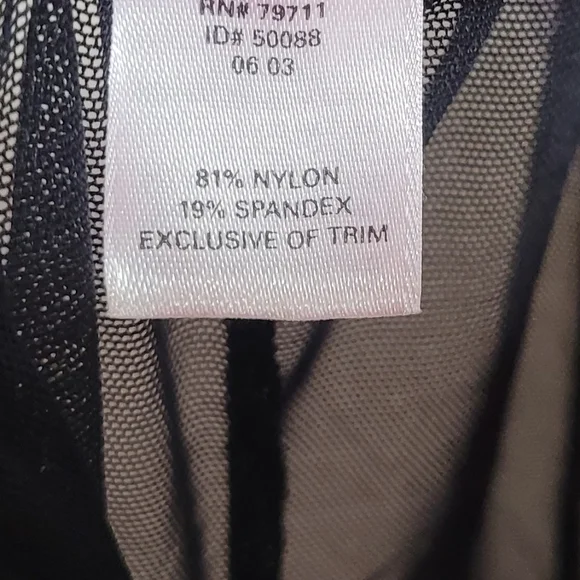 RN# 79711
ID# 50088
06 03
81% NYLON
19% SPANDEX
EXCLUSIVE OF TRIM